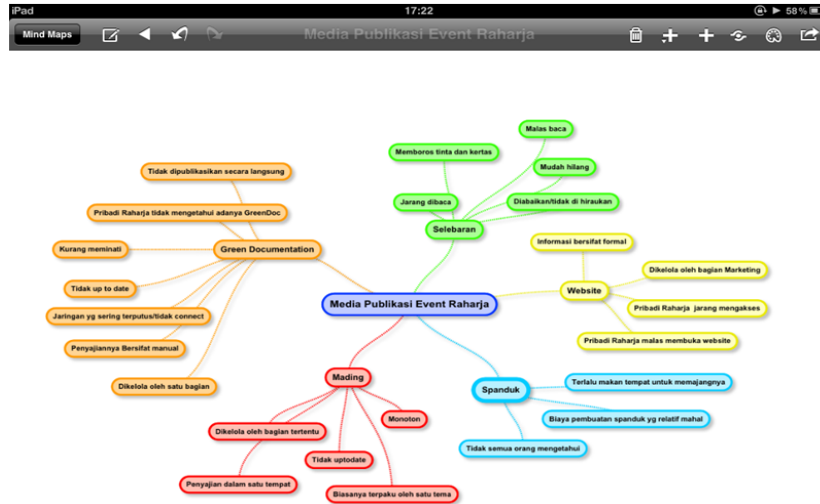 iPad
17:22
58%
Mind Maps
Media Publikasi Event Raharja
Malas baca
Memboros tinta dan kertas
Mudah hilang
Tidak dipublikasikan secara langsung
Jarang dibaca
Diabaikan/tidak di hiraukan
Pribadi Raharja tidak mengetahui adanya GreenDoc
Selebaran
Kurang meminati
Green Documentation
Informasi bersifat formal
Dikelola oleh bagian Marketing
Tidak up to date
Website
Media Publikasi Event Raharja
Pribadi Raharja jarang mengakses
Jaringan yg sering terputus/tidak connect
Pribadi Raharja malas membuka website
Penyajiannya Bersifat manual
Mading
Dikelola oleh satu bagian
Spanduk
Terlalu makan tempat untuk memajangnya
Monoton
Biaya pembuatan spanduk yg relatif mahal
Dikelola oleh bagian tertentu
Tidak semua orang mengetahui
Tidak uptodate
Penyajian dalam satu tempat
Biasanya terpaku oleh satu tema